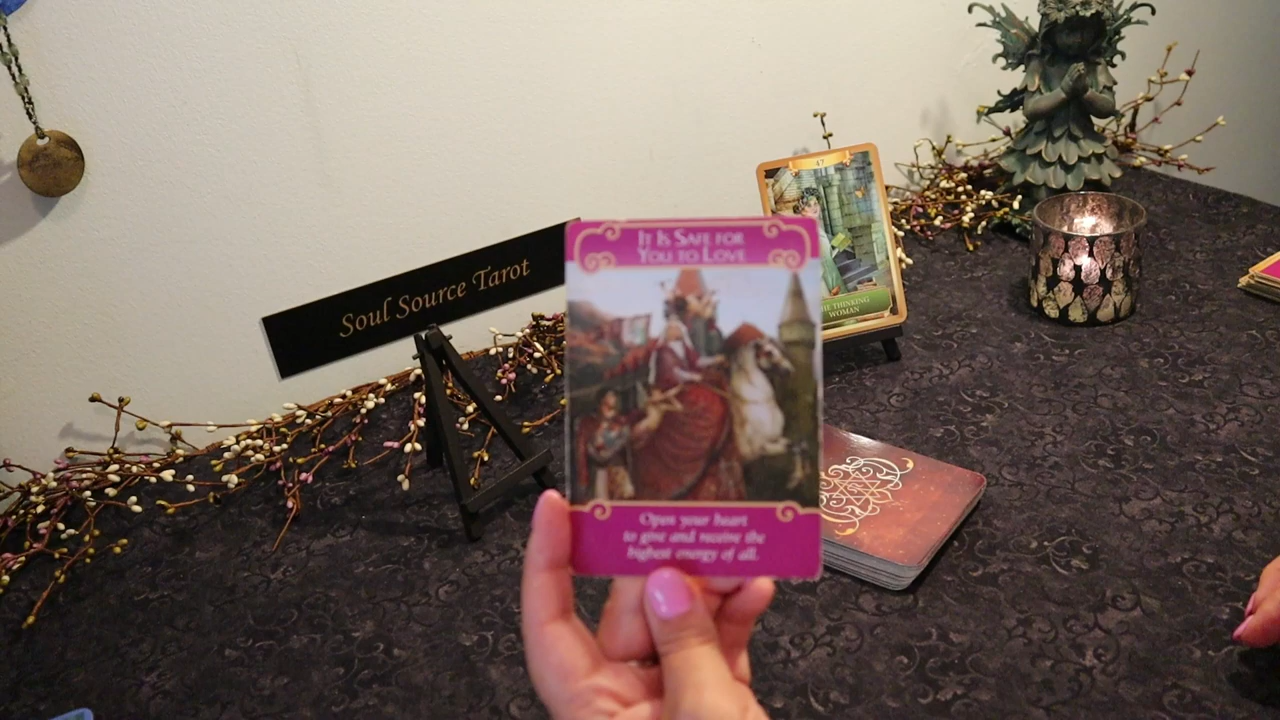 Soul Source Tarot
IT IS SAFE FOR
YOU TO LOVE
Open your heart
to give and receive the
highest energy of all.
47
THINKING
WOMAN